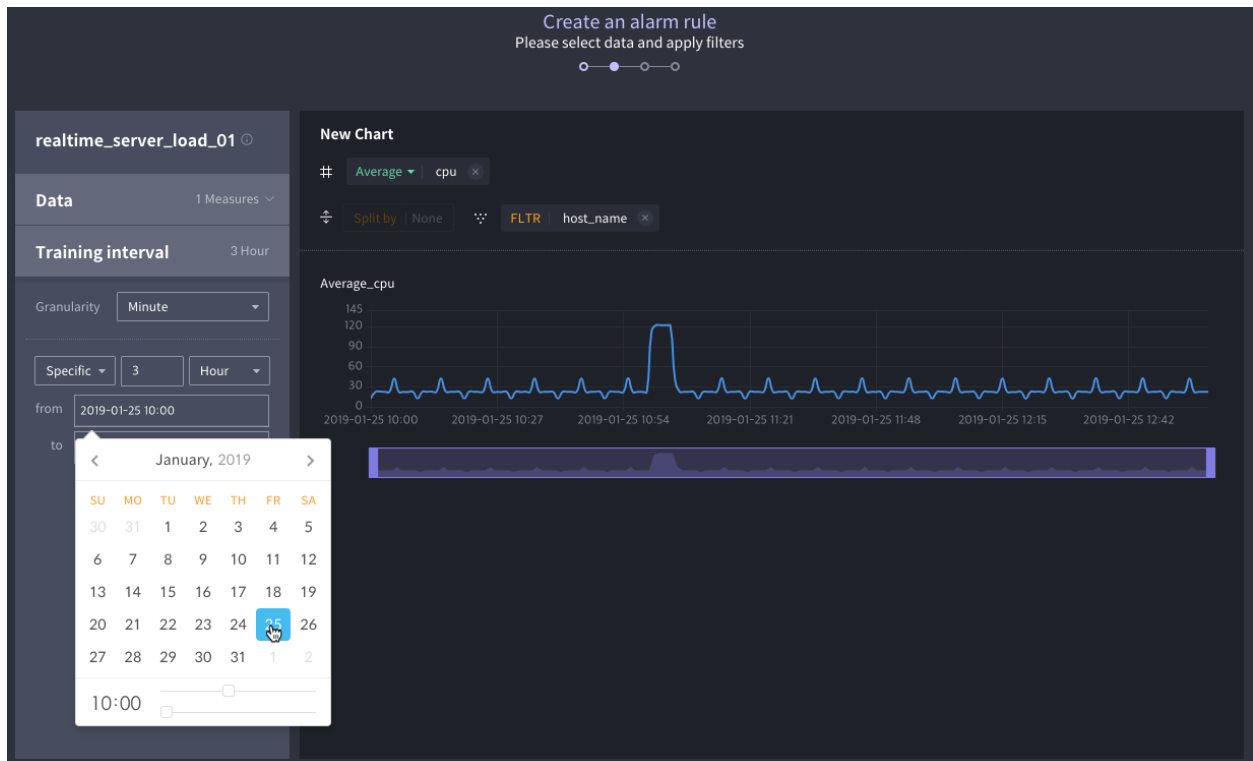 Create an alarm rule
Please select data and apply filters
realtime_server_load_01
Data 1 Measures
Training interval 3 Hour
Granularity Minute
Specific 3 Hour
from 2019-01-25 10:00
to
January, 2019
SU MO TU WE TH FR SA
30 31 1 2 3 4 5
6 7 8 9 10 11 12
13 14 15 16 17 18 19
20 21 22 23 24 25 26
27 28 29 30 31 1 2
10:00
New Chart
# Average cpu
Split by None FLTR host_name
Average_cpu
145
120
90
60
30
0
2019-01-25 10:00 2019-01-25 10:27 2019-01-25 10:54 2019-01-25 11:21 2019-01-25 11:48 2019-01-25 12:15 2019-01-25 12:42